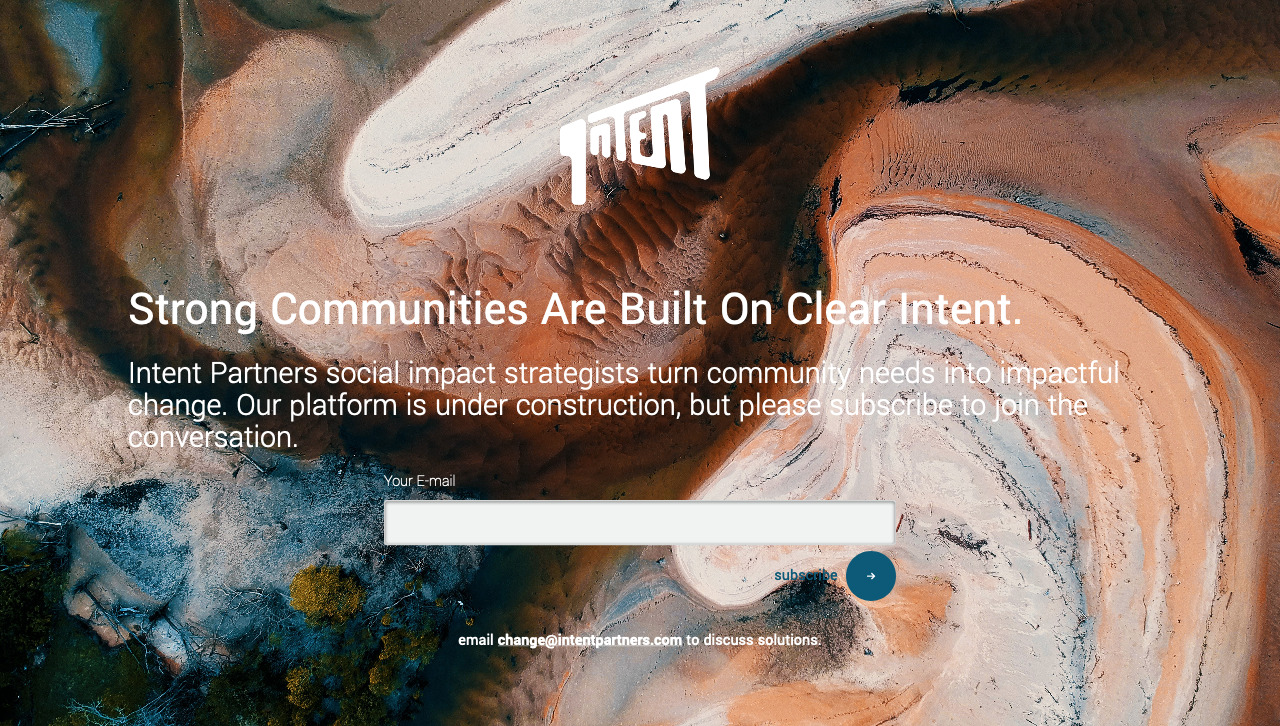 INTENT
Strong Communities Are Built On Clear Intent.
Intent Partners social impact strategists turn community needs into impactful
change. Our platform is under construction, but please subscribe to join the
conversation.
Your E-mail
subscribe
email change@intentpartners.com to discuss solutions.